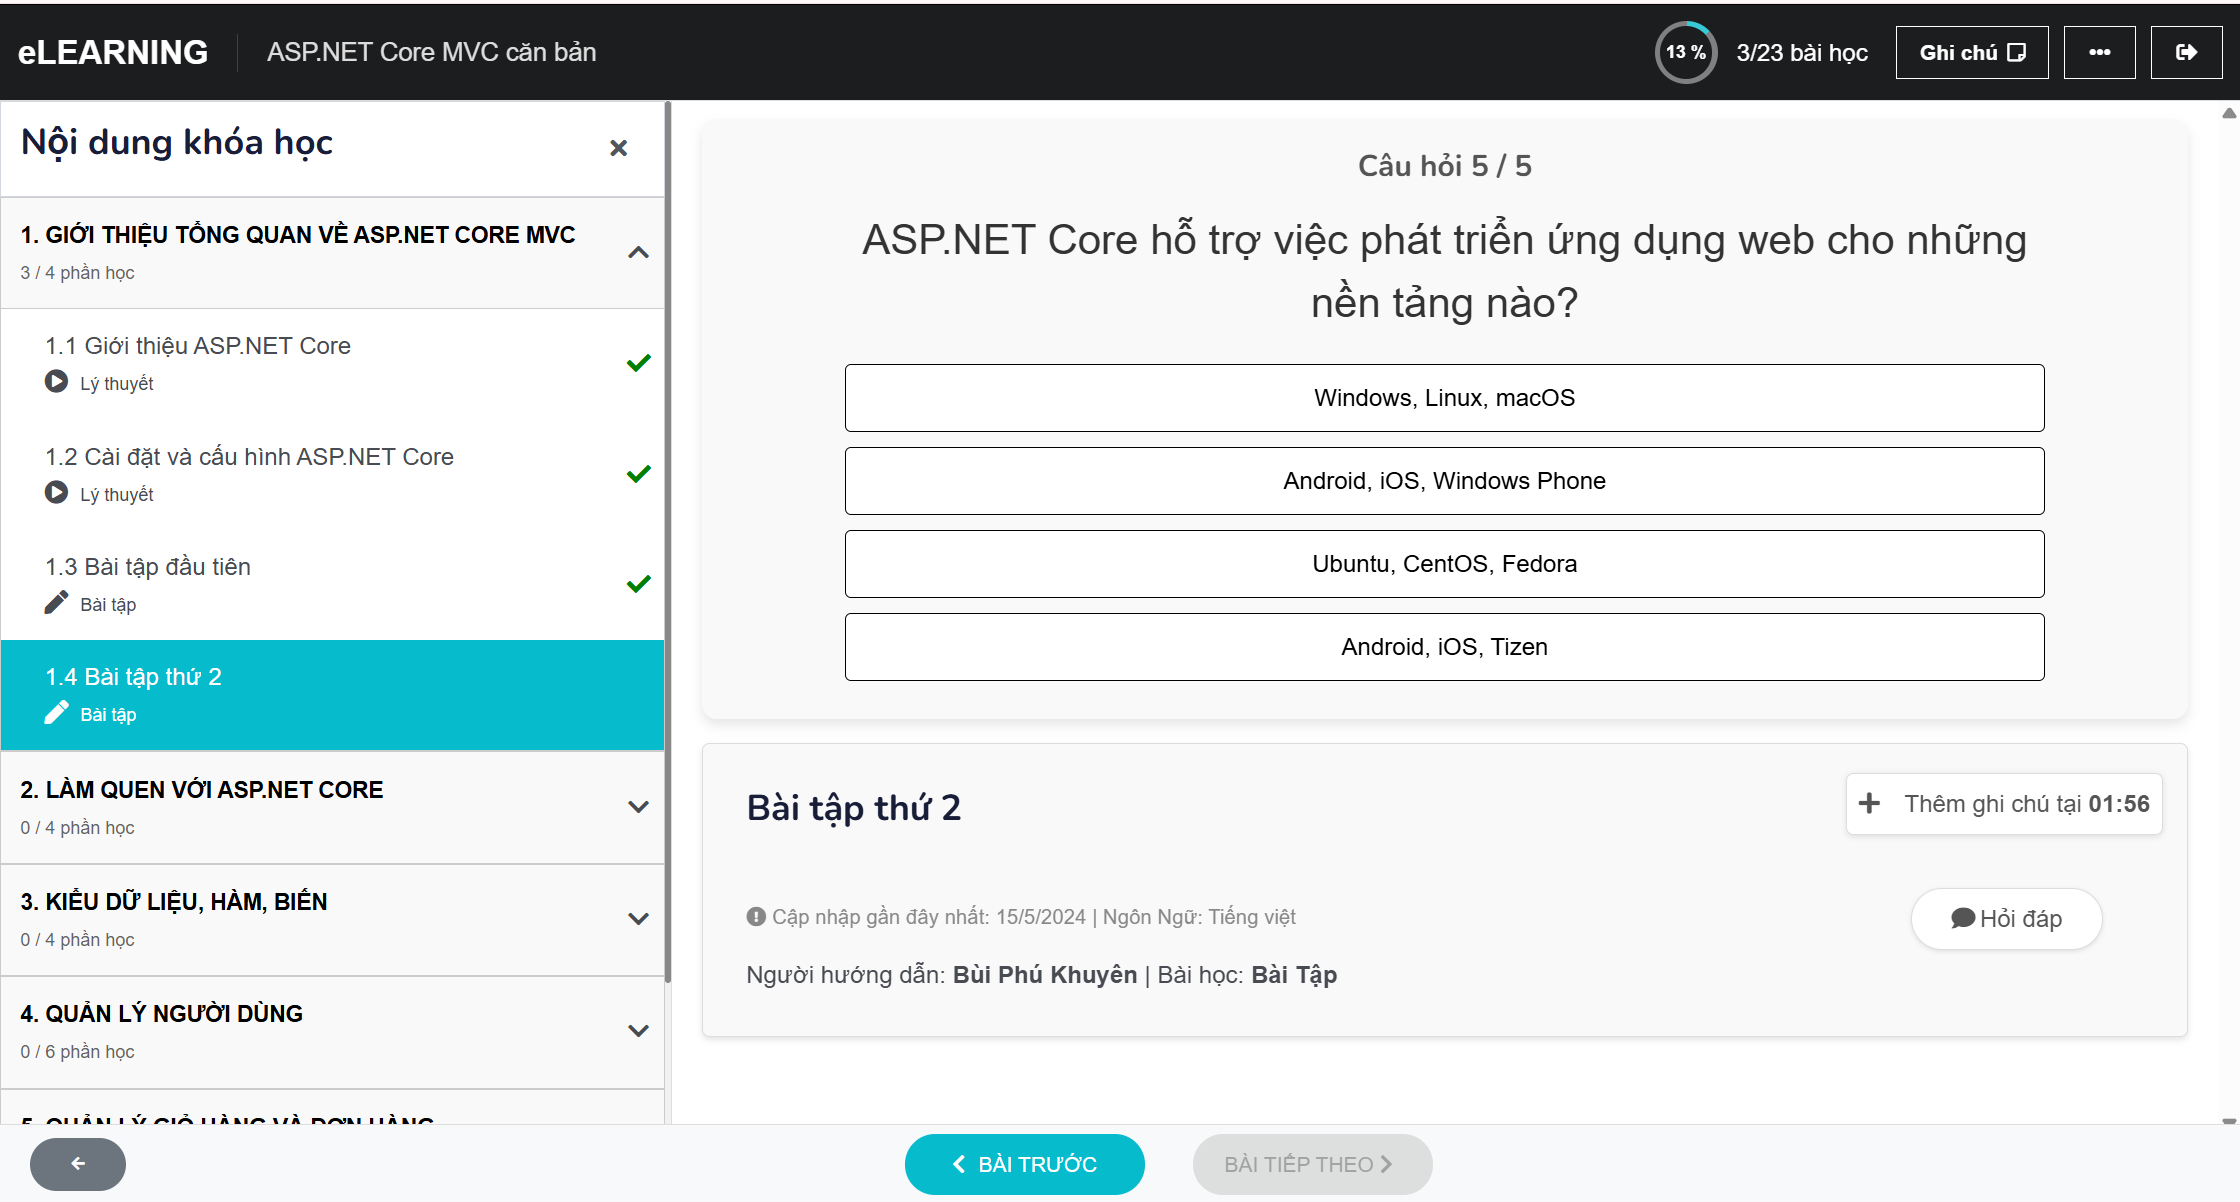 eLEARNING
ASP.NET Core MVC căn bản
13 %
3/23 bài học
Ghi chú
Nội dung khóa học
1. GIỚI THIỆU TỔNG QUAN VỀ ASP.NET CORE MVC
3 / 4 phần học
1.1 Giới thiệu ASP.NET Core
Lý thuyết
1.2 Cài đặt và cấu hình ASP.NET Core
Lý thuyết
1.3 Bài tập đầu tiên
Bài tập
1.4 Bài tập thứ 2
Bài tập
2. LÀM QUEN VỚI ASP.NET CORE
0 / 4 phần học
3. KIỂU DỮ LIỆU, HÀM, BIẾN
0 / 4 phần học
4. QUẢN LÝ NGƯỜI DÙNG
0 / 6 phần học
5. QUẢN LÝ GIỎ HÀNG VÀ ĐƠN HÀNG
Câu hỏi 5 / 5
ASP.NET Core hỗ trợ việc phát triển ứng dụng web cho những
nền tảng nào?
Windows, Linux, macOS
Android, iOS, Windows Phone
Ubuntu, CentOS, Fedora
Android, iOS, Tizen
Bài tập thứ 2
Thêm ghi chú tại 01:56
Cập nhập gần đây nhất: 15/5/2024 | Ngôn Ngữ: Tiếng việt
Hỏi đáp
Người hướng dẫn: Bùi Phú Khuyên | Bài học: Bài Tập
BÀI TRƯỚC
BÀI TIẾP THEO